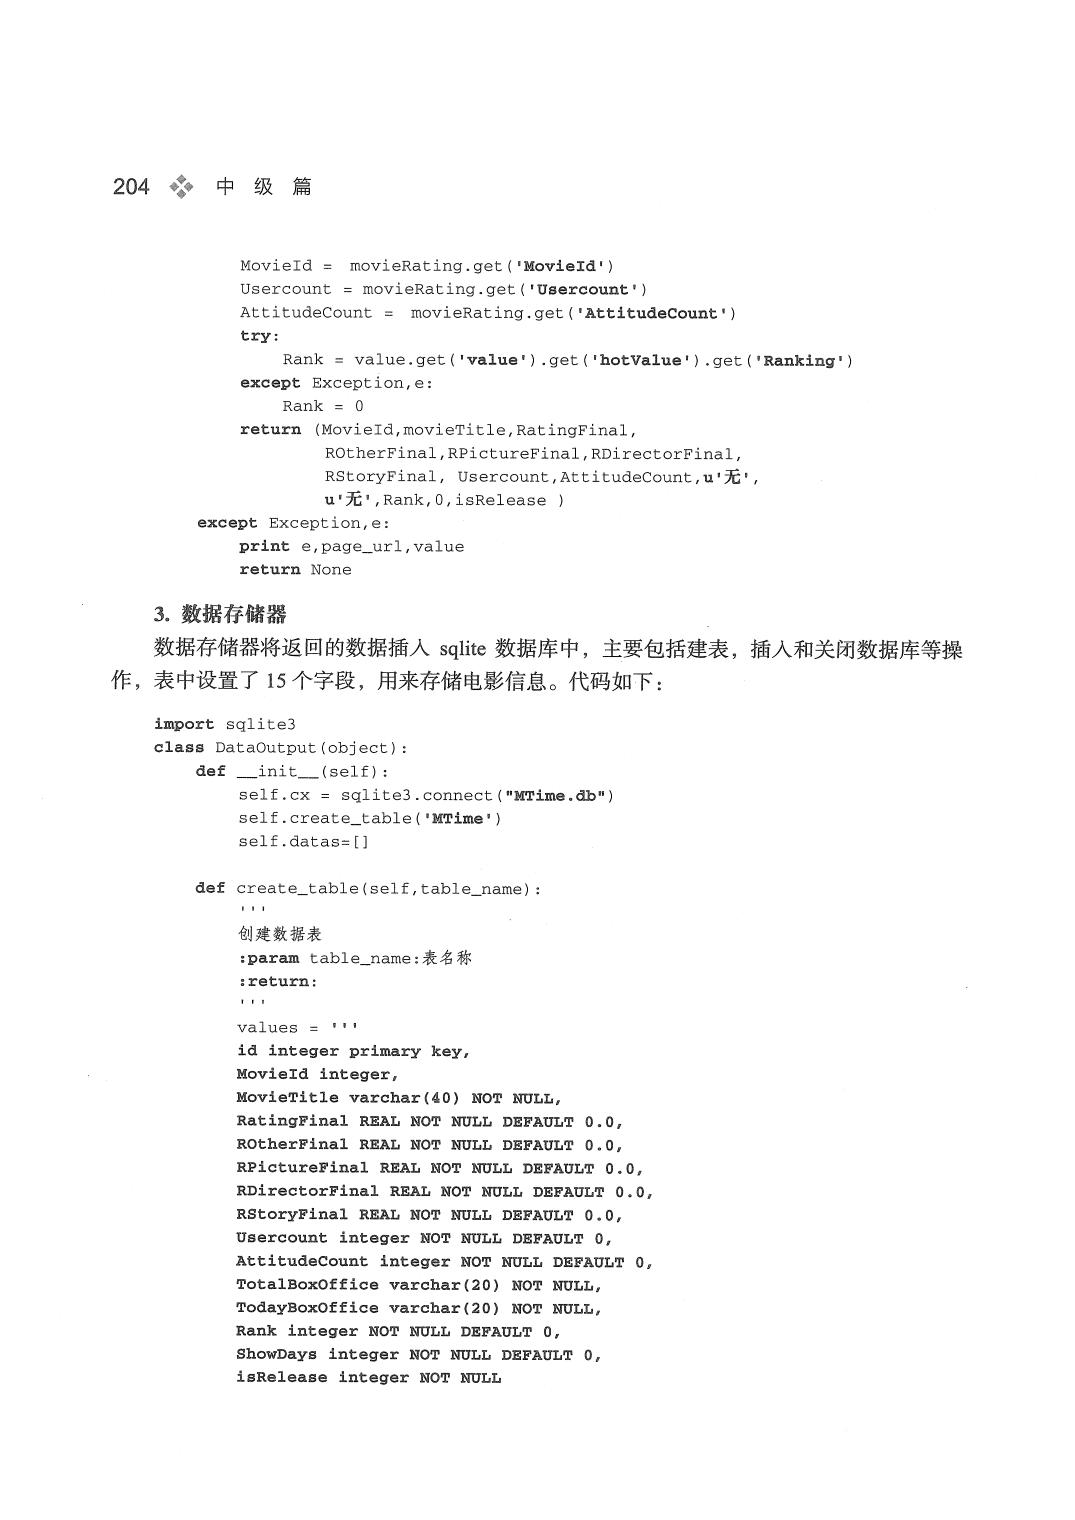 204 中 级 篇
MovieId = movieRating.get('MovieId')
Usercount = movieRating.get('Usercount')
AttitudeCount = movieRating.get('AttitudeCount')
try:
Rank = value.get('value').get('hotValue').get('Ranking')
except Exception,e:
Rank = 0
return (MovieId,movieTitle,RatingFinal,
ROtherFinal,RPictureFinal,RDirectorFinal,
RStoryFinal, Usercount,AttitudeCount,u'无',
u'无',Rank,0,isRelease )
except Exception,e:
print e,page_url,value
return None
3. 数据存储器
数据存储器将返回的数据插入 sqlite 数据库中，主要包括建表，插入和关闭数据库等操
作，表中设置了 15 个字段，用来存储电影信息。代码如下：
import sqlite3
class DataOutput(object):
def __init__(self):
self.cx = sqlite3.connect("MTime.db")
self.create_table('MTime')
self.datas=[]
def create_table(self,table_name):
'''
创建数据表
:param table_name:表名称
:return:
'''
values = '''
id integer primary key,
MovieId integer,
MovieTitle varchar(40) NOT NULL,
RatingFinal REAL NOT NULL DEFAULT 0.0,
ROtherFinal REAL NOT NULL DEFAULT 0.0,
RPictureFinal REAL NOT NULL DEFAULT 0.0,
RDirectorFinal REAL NOT NULL DEFAULT 0.0,
RStoryFinal REAL NOT NULL DEFAULT 0.0,
Usercount integer NOT NULL DEFAULT 0,
AttitudeCount integer NOT NULL DEFAULT 0,
TotalBoxOffice varchar(20) NOT NULL,
TodayBoxOffice varchar(20) NOT NULL,
Rank integer NOT NULL DEFAULT 0,
ShowDays integer NOT NULL DEFAULT 0,
isRelease integer NOT NULL